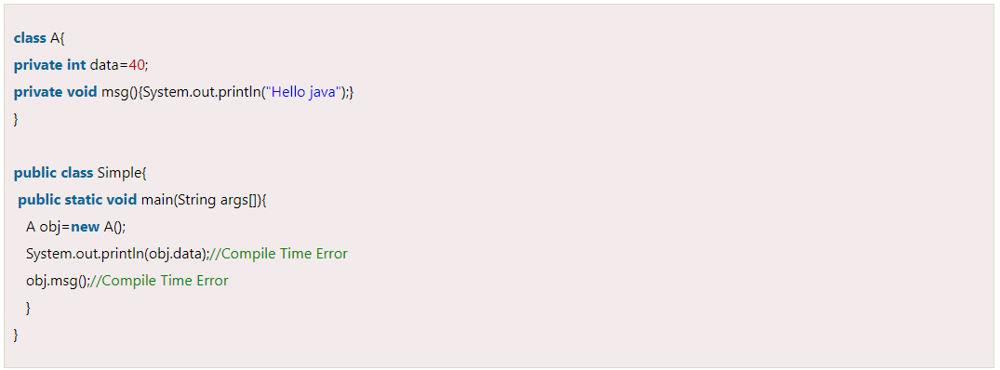 class A{
private int data=40;
private void msg(){System.out.println("Hello java");}
}
public class Simple{
public static void main(String args[]){
A obj=new A();
System.out.println(obj.data);//Compile Time Error
obj.msg();//Compile Time Error
}
}